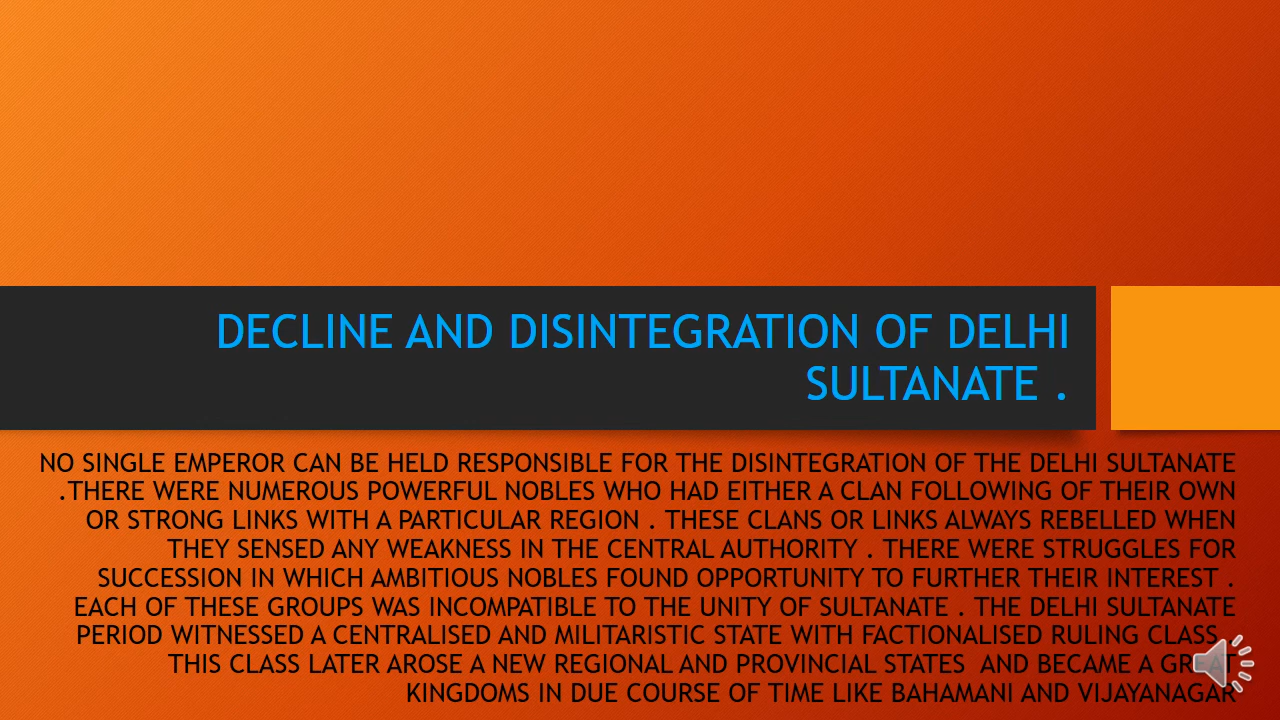 DECLINE AND DISINTEGRATION OF DELHI
SULTANATE .
NO SINGLE EMPEROR CAN BE HELD RESPONSIBLE FOR THE DISINTEGRATION OF THE DELHI SULTANATE
.THERE WERE NUMEROUS POWERFUL NOBLES WHO HAD EITHER A CLAN FOLLOWING OF THEIR OWN
OR STRONG LINKS WITH A PARTICULAR REGION . THESE CLANS OR LINKS ALWAYS REBELLED WHEN
THEY SENSED ANY WEAKNESS IN THE CENTRAL AUTHORITY . THERE WERE STRUGGLES FOR
SUCCESSION IN WHICH AMBITIOUS NOBLES FOUND OPPORTUNITY TO FURTHER THEIR INTEREST .
EACH OF THESE GROUPS WAS INCOMPATIBLE TO THE UNITY OF SULTANATE . THE DELHI SULTANATE
PERIOD WITNESSED A CENTRALISED AND MILITARISTIC STATE WITH FACTIONALISED RULING CLASS .
THIS CLASS LATER AROSE A NEW REGIONAL AND PROVINCIAL STATES AND BECAME A GREAT
KINGDOMS IN DUE COURSE OF TIME LIKE BAHAMANI AND VIJAYANAGAR